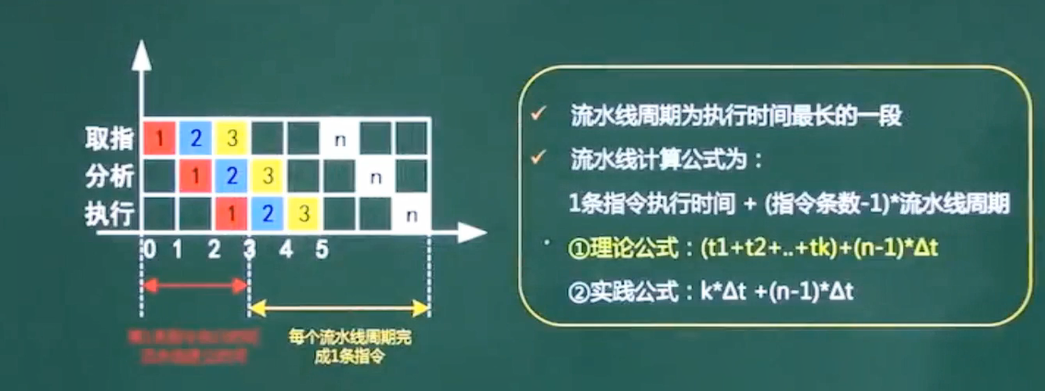 取指 1 2 3 n
分析 1 2 3 n
执行 1 2 3 n
0 1 2 3 4 5
每个流水线周期完
成1条指令
✓ 流水线周期为执行时间最长的一段
✓ 流水线计算公式为：
1条指令执行时间 + (指令条数-1)*流水线周期
①理论公式：(t1+t2+..+tk)+(n-1)*Δt
②实践公式：k*Δt +(n-1)*Δt